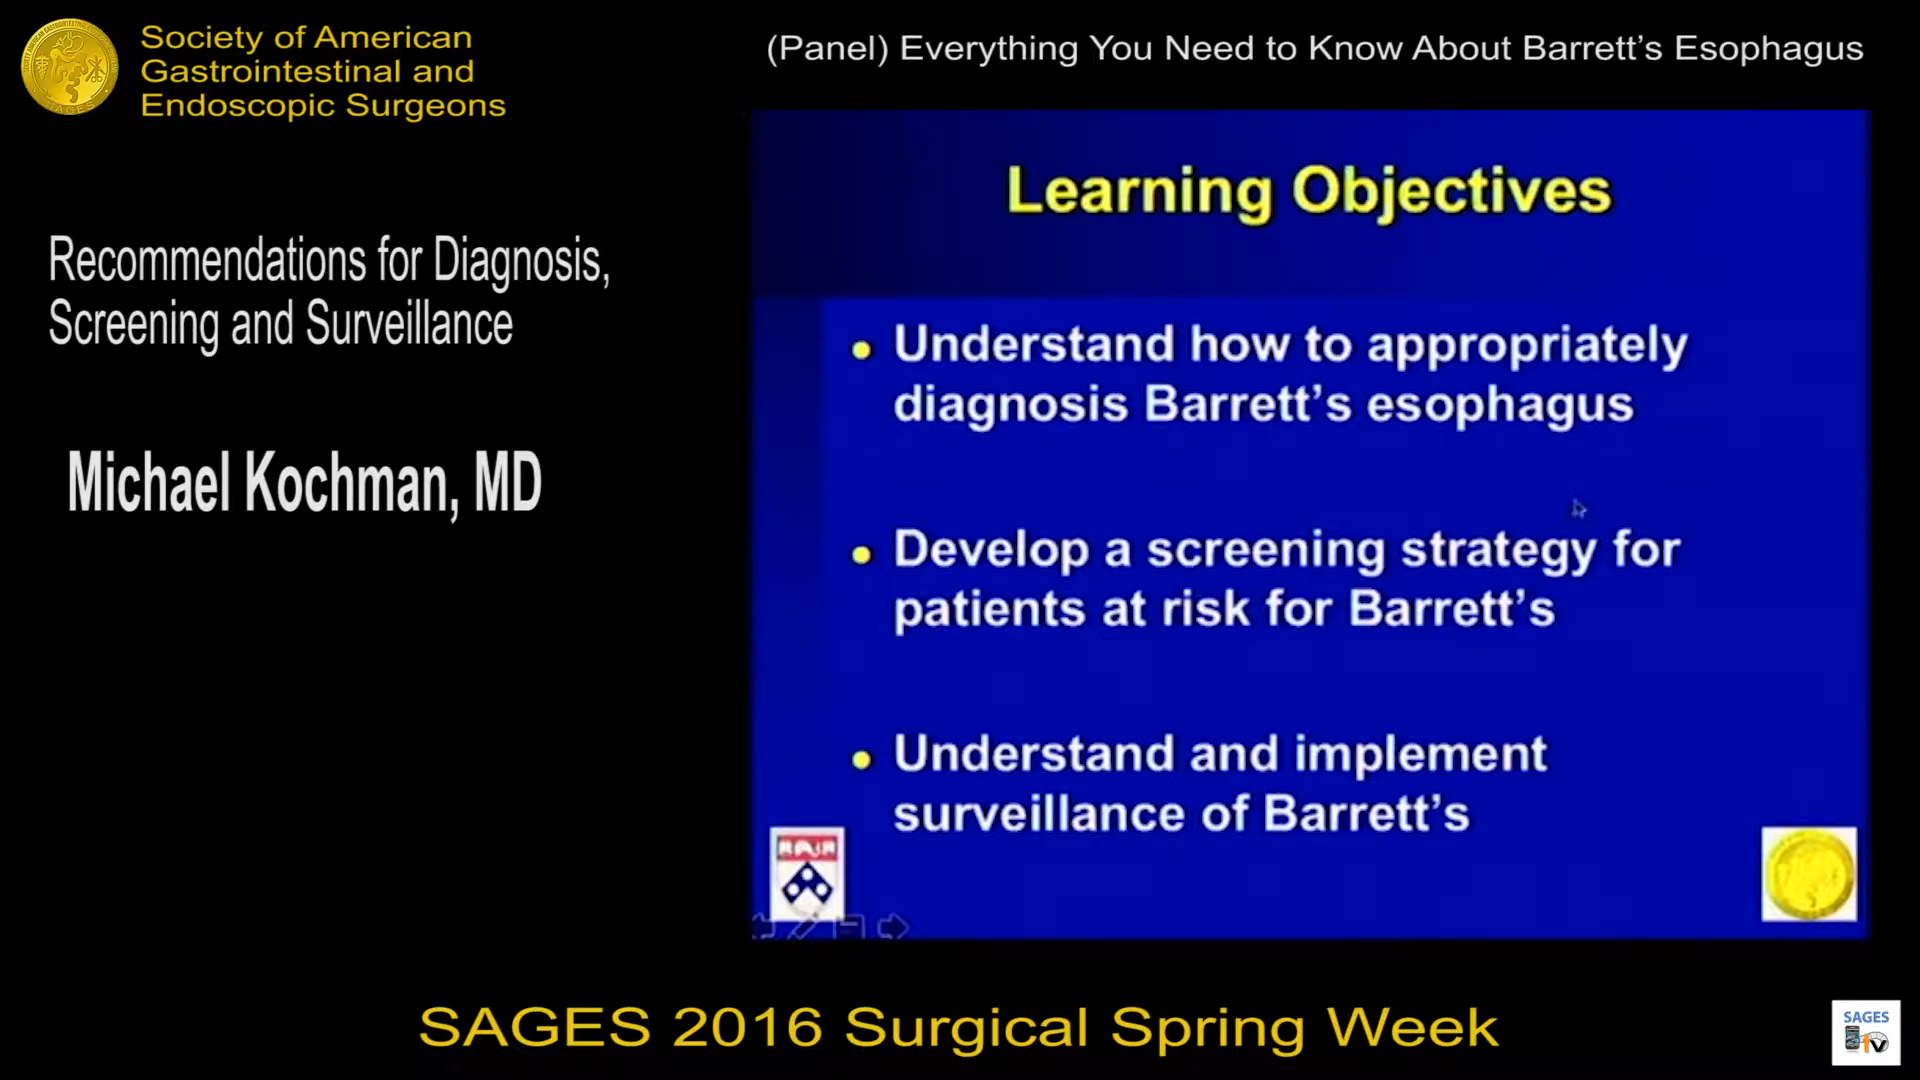 Society of American
Gastrointestinal and
Endoscopic Surgeons
(Panel) Everything You Need to Know About Barrett’s Esophagus
Recommendations for Diagnosis,
Screening and Surveillance
Michael Kochman, MD
Learning Objectives
• Understand how to appropriately
diagnosis Barrett’s esophagus
• Develop a screening strategy for
patients at risk for Barrett’s
• Understand and implement
surveillance of Barrett’s
SAGES 2016 Surgical Spring Week
SAGES
TV